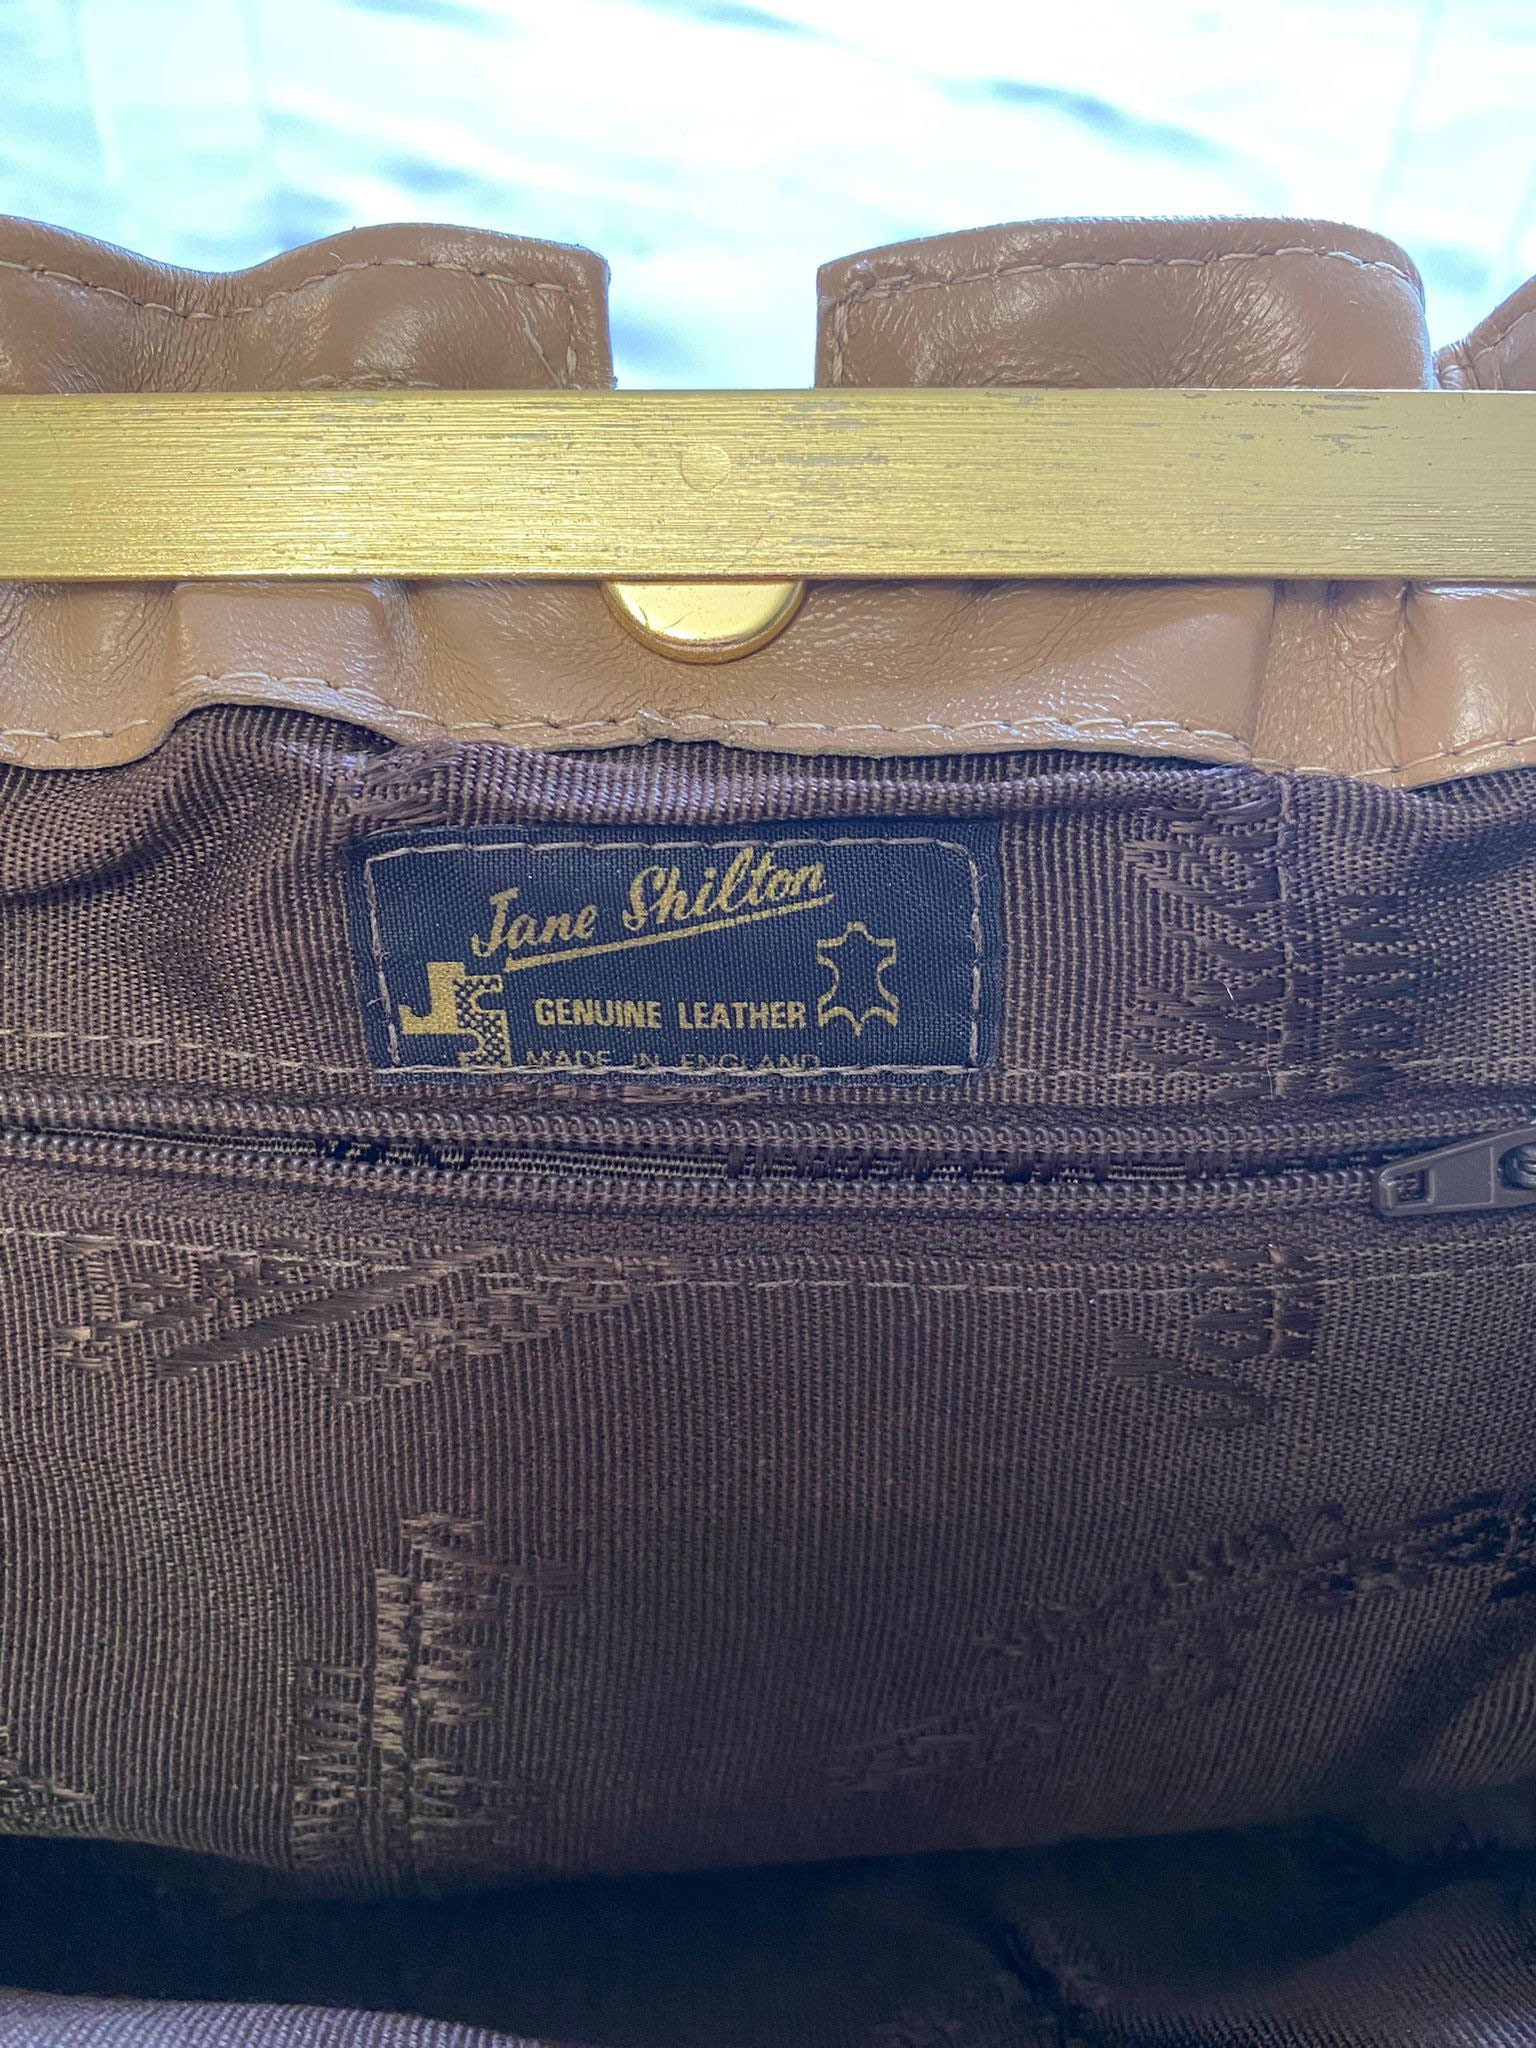 Jane Shilton
JS
GENUINE LEATHER
MADE IN ENGLAND